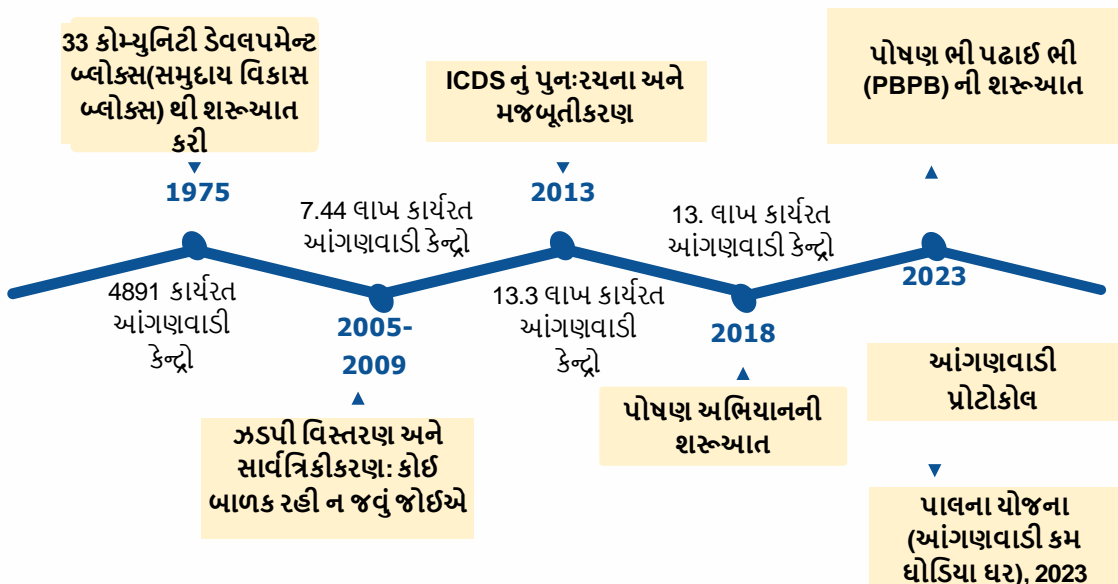 33 કોમ્યુનિટી ડેવલપમેન્ટ
બ્લોક્સ(સમુદાય વિકાસ
બ્લોક્સ) થી શરૂઆત
કરી
1975
4891 કાર્યરત
આંગણવાડી
કેન્દ્રો
7.44 લાખ કાર્યરત
આંગણવાડી કેન્દ્રો
2005-
2009
ઝડપી વિસ્તરણ અને
સાર્વત્રિકીકરણ: કોઈ
બાળક રહી ન જવું જોઈએ
ICDS નું પુનઃરચના અને
મજબૂતીકરણ
2013
13.3 લાખ કાર્યરત
આંગણવાડી
કેન્દ્રો
13. લાખ કાર્યરત
આંગણવાડી કેન્દ્રો
2018
પોષણ અભિયાનની
શરૂઆત
પોષણ ભી પઢાઈ ભી
(PBPB) ની શરૂઆત
2023
આંગણવાડી
પ્રોટોકોલ
પાલના યોજના
(આંગણવાડી કમ
ઘોડિયા ઘર), 2023